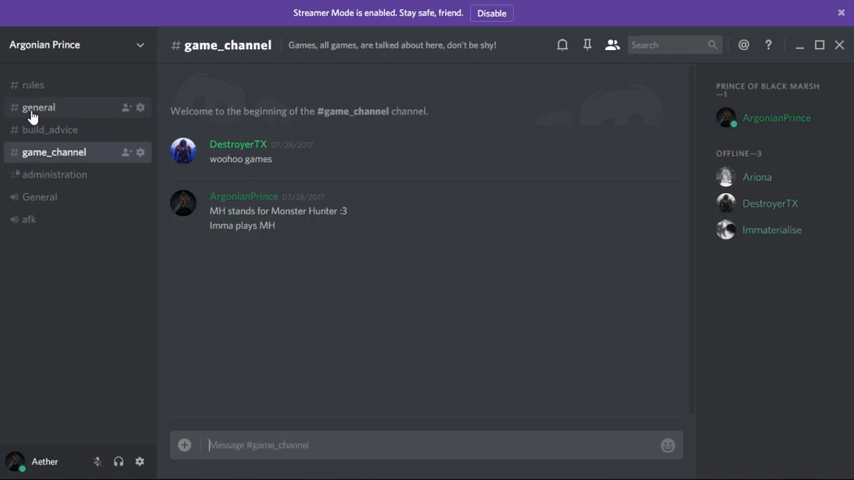 Streamer Mode is enabled. Stay safe, friend. Disable
Argonian Prince
# game_channel Games, all games, are talked about here, don't be shy!
Search
@ ?
# rules
# general
# build_advice
# game_channel
administration
General
afk
Welcome to the beginning of the #game_channel channel.
DestroyerTX 07/28/2017
woohoo games
ArgonianPrince 07/28/2017
MH stands for Monster Hunter :3
Imma plays MH
Message #game_channel
Aether
PRINCE OF BLACK MARSH
—1
ArgonianPrince
OFFLINE—3
Ariona
DestroyerTX
Immaterialise